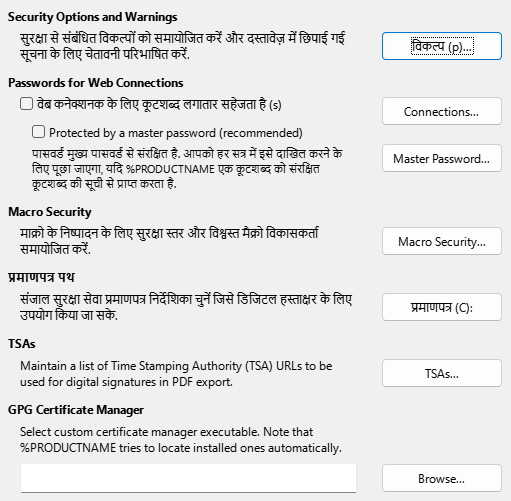 Security Options and Warnings
सुरक्षा से संबंधित विकल्पों को समायोजित करें और दस्तावेज़ में छिपाई गई
सूचना के लिए चेतावनी परिभाषित करें.
विकल्प (p)...
Passwords for Web Connections
वेब कनेक्शनक के लिए कूटशब्द लगातार सहेजता है (s)
Connections...
Protected by a master password (recommended)
पासवर्ड मुख्य पासवर्ड से संरक्षित है. आपको हर सत्र में इसे दाखिल करने के
लिए पूछा जाएगा, यदि %PRODUCTNAME एक कूटशब्द को संरक्षित
कूटशब्द की सूची से प्राप्त करता है.
Master Password...
Macro Security
माक्रो के निष्पादन के लिए सुरक्षा स्तर और विश्वस्त मैक्रो विकासकर्ता
समायोजित करें.
Macro Security...
प्रमाणपत्र पथ
संजाल सुरक्षा सेवा प्रमाणपत्र निर्देशिका चुनें जिसे डिजिटल हस्ताक्षर के लिए
उपयोग किया जा सके.
प्रमाणपत्र (C):
TSAs
Maintain a list of Time Stamping Authority (TSA) URLs to be
used for digital signatures in PDF export.
TSAs...
GPG Certificate Manager
Select custom certificate manager executable. Note that
%PRODUCTNAME tries to locate installed ones automatically.
Browse...